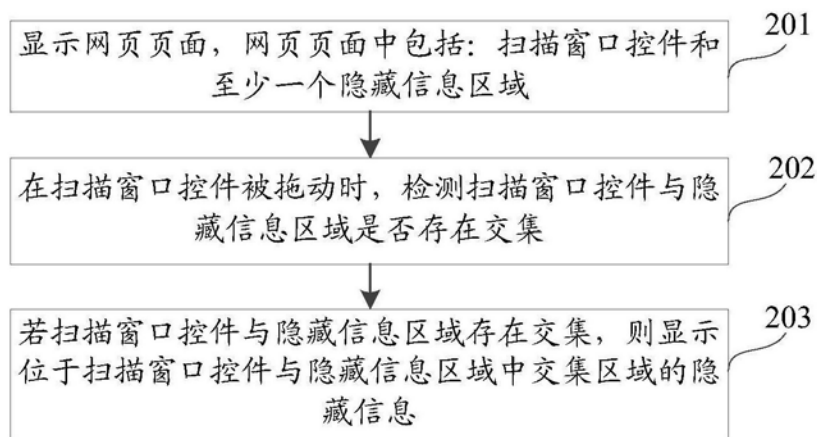 显示网页页面，网页页面中包括：扫描窗口控件和
至少一个隐藏信息区域
201
在扫描窗口控件被拖动时，检测扫描窗口控件与隐
藏信息区域是否存在交集
202
若扫描窗口控件与隐藏信息区域存在交集，则显示
位于扫描窗口控件与隐藏信息区域中交集区域的隐
藏信息
203